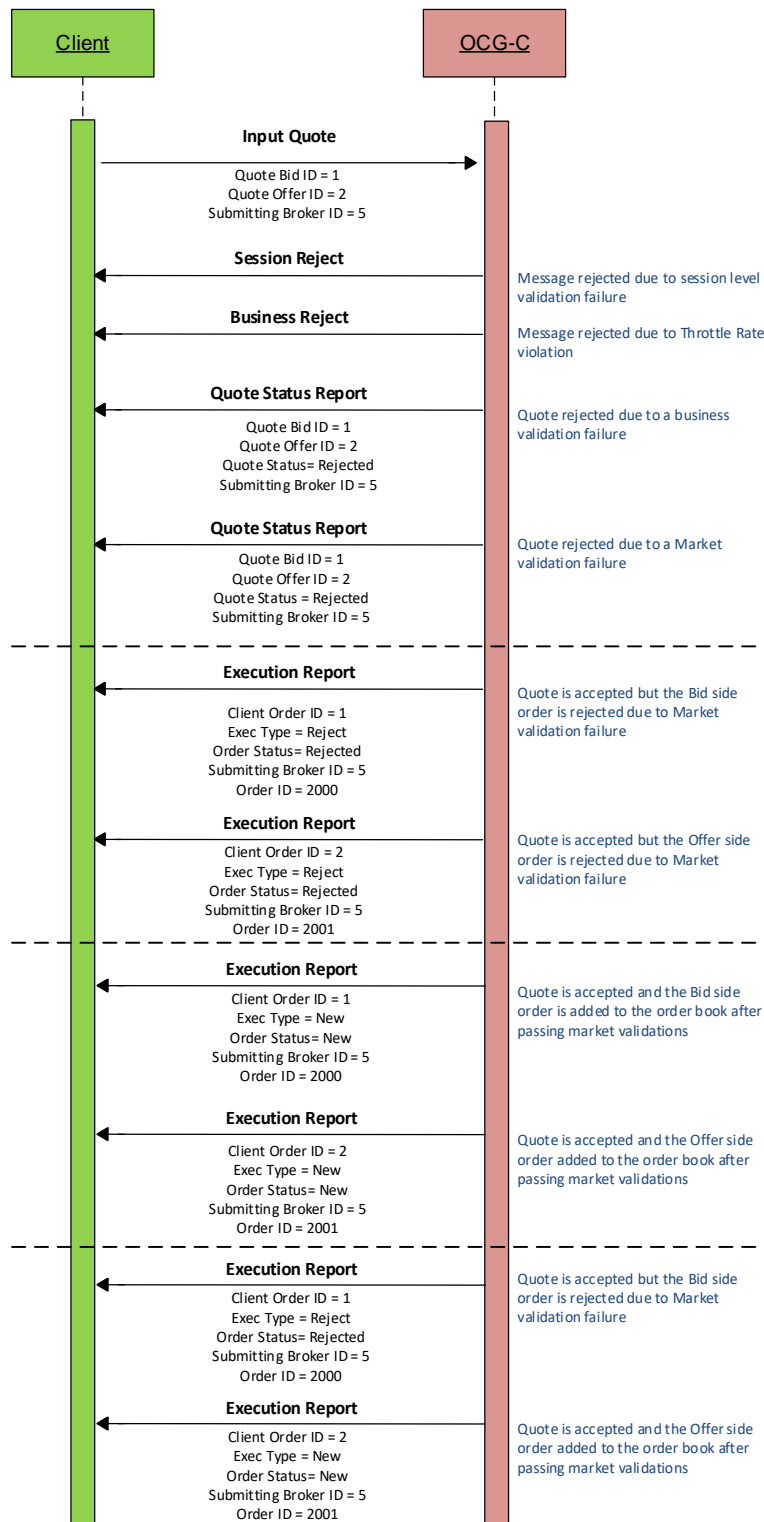 Client
OCG-C
Input Quote
Quote Bid ID = 1
Quote Offer ID = 2
Submitting Broker ID = 5
Session Reject
Message rejected due to session level
validation failure
Business Reject
Message rejected due to Throttle Rate
violation
Quote Status Report
Quote rejected due to a business
validation failure
Quote Bid ID = 1
Quote Offer ID = 2
Quote Status= Rejected
Submitting Broker ID = 5
Quote Status Report
Quote rejected due to a Market
validation failure
Quote Bid ID = 1
Quote Offer ID = 2
Quote Status = Rejected
Submitting Broker ID = 5
Execution Report
Quote is accepted but the Bid side
order is rejected due to Market
validation failure
Client Order ID = 1
Exec Type = Reject
Order Status= Rejected
Submitting Broker ID = 5
Order ID = 2000
Execution Report
Quote is accepted but the Offer side
order is rejected due to Market
validation failure
Client Order ID = 2
Exec Type = Reject
Order Status= Rejected
Submitting Broker ID = 5
Order ID = 2001
Execution Report
Quote is accepted and the Bid side
order is added to the order book after
passing market validations
Client Order ID = 1
Exec Type = New
Order Status= New
Submitting Broker ID = 5
Order ID = 2000
Execution Report
Quote is accepted and the Offer side
order added to the order book after
passing market validations
Client Order ID = 2
Exec Type = New
Order Status= New
Submitting Broker ID = 5
Order ID = 2001
Execution Report
Quote is accepted but the Bid side
order is rejected due to Market
validation failure
Client Order ID = 1
Exec Type = Reject
Order Status= Rejected
Submitting Broker ID = 5
Order ID = 2000
Execution Report
Quote is accepted and the Offer side
order added to the order book after
passing market validations
Client Order ID = 2
Exec Type = New
Order Status= New
Submitting Broker ID = 5
Order ID = 2001